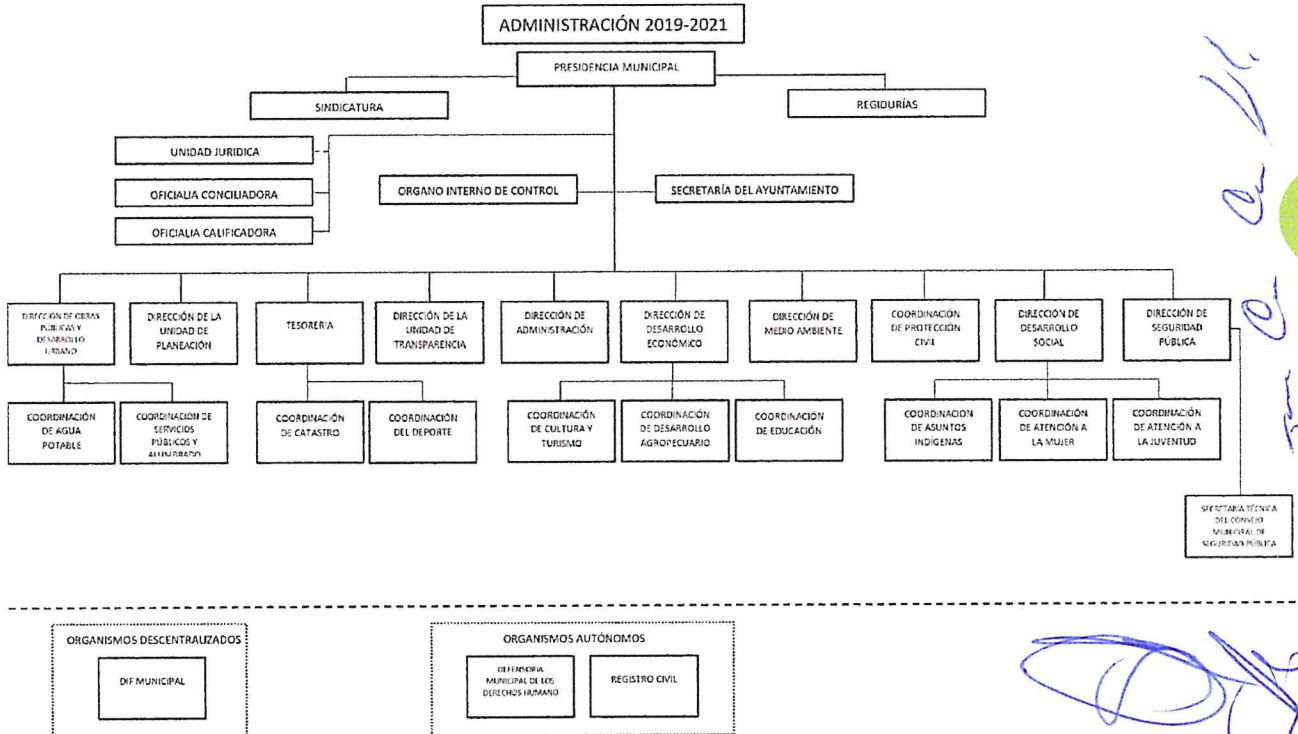 ADMINISTRACIÓN 2019-2021
PRESIDENCIA MUNICIPAL
SINDICATURA
REGIDURÍAS
UNIDAD JURIDICA
OFICIALIA CONCILIADORA
OFICIALIA CALIFICADORA
ORGANO INTERNO DE CONTROL
SECRETARÍA DEL AYUNTAMIENTO
DIRECCIÓN DE OBRAS
PÚBLICAS Y
DESARROLLO
URBANO
DIRECCIÓN DE LA
UNIDAD DE
PLANEACIÓN
TESORERIA
DIRECCIÓN DE LA
UNIDAD DE
TRANSPARENCIA
DIRECCIÓN DE
ADMINISTRACIÓN
DIRECCIÓN DE
DESARROLLO
ECONÓMICO
DIRECCIÓN DE
MEDIO AMBIENTE
COORDINACIÓN
DE PROTECCIÓN
CIVIL
DIRECCIÓN DE
DESARROLLO
SOCIAL
DIRECCIÓN DE
SEGURIDAD
PÚBLICA
COORDINACIÓN
DE AGUA
POTABLE
COORDINACIÓN DE
SERVICIOS
PÚBLICOS Y
ALUMBRADO
COORDINACIÓN
DE CATASTRO
COORDINACIÓN
DEL DEPORTE
COORDINACIÓN
DE CULTURA Y
TURISMO
COORDINACIÓN
DE DESARROLLO
AGROPECUARIO
COORDINACIÓN
DE EDUCACIÓN
COORDINACION
DE ASUNTOS
INDÍGENAS
COORDINACIÓN
DE ATENCIÓN A
LA MUJER
COORDINACIÓN
DE ATENCIÓN A
LA JUVENTUD
SECRETARÍA TÉCNICA
DEL CONSEJO
MUNICIPAL DE
SEGURIDAD PÚBLICA
ORGANISMOS DESCENTRALIZADOS
DIF MUNICIPAL
ORGANISMOS AUTÓNOMOS
DEFENSORIA
MUNICIPAL DE LOS
DERECHOS HUMANO
REGISTRO CIVIL